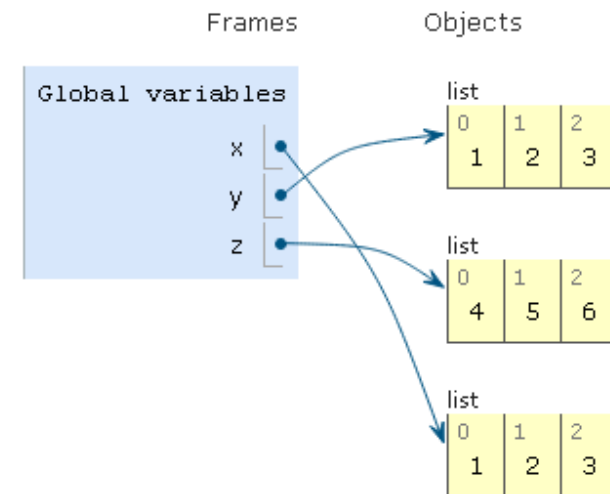 Frames Objects
Global variables
x
y
z
list
0 1 2
1 2 3
list
0 1 2
4 5 6
list
0 1 2
1 2 3